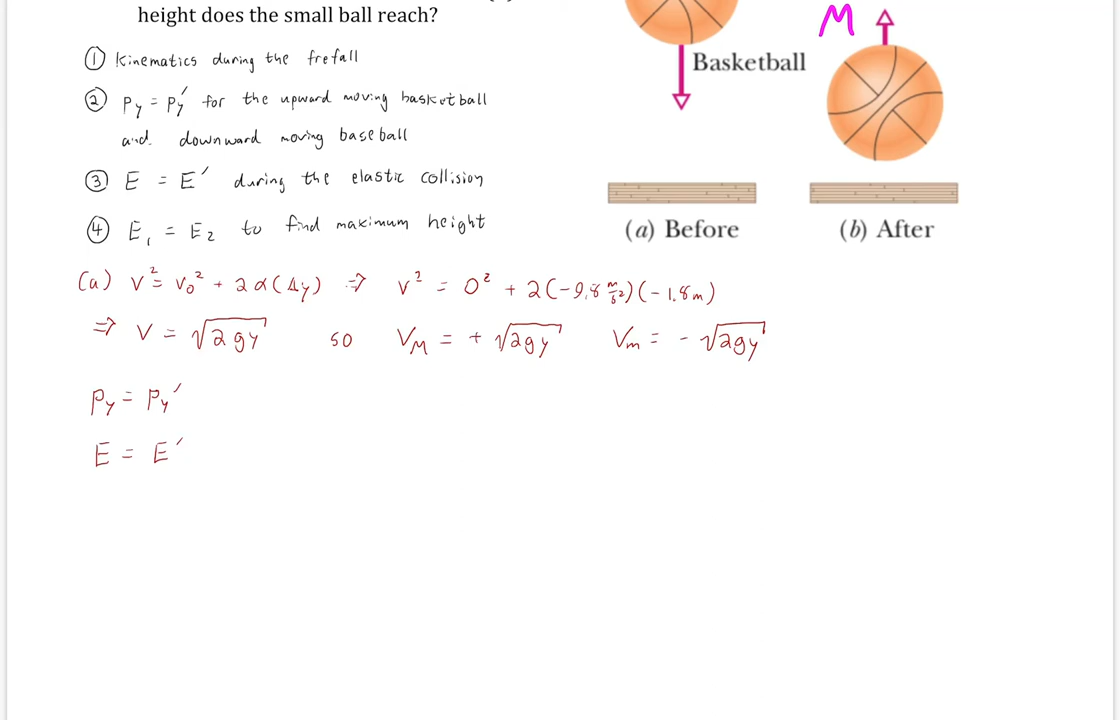 height does the small ball reach?
① Kinematics during the frefall
② Py = Py′ for the upward moving basketball
and downward moving baseball
③ E = E′ during the elastic collision
④ E₁ = E₂ to find maximum height
M
Basketball
(a) Before
(b) After
(a) V² = V₀² + 2a(Δy) ⇒ V² = 0² + 2(-9.8 m/s²)(-1.8m)
⇒ V = √2gy so V_M = + √2gy V_m = - √2gy
Py = Py′
E = E′